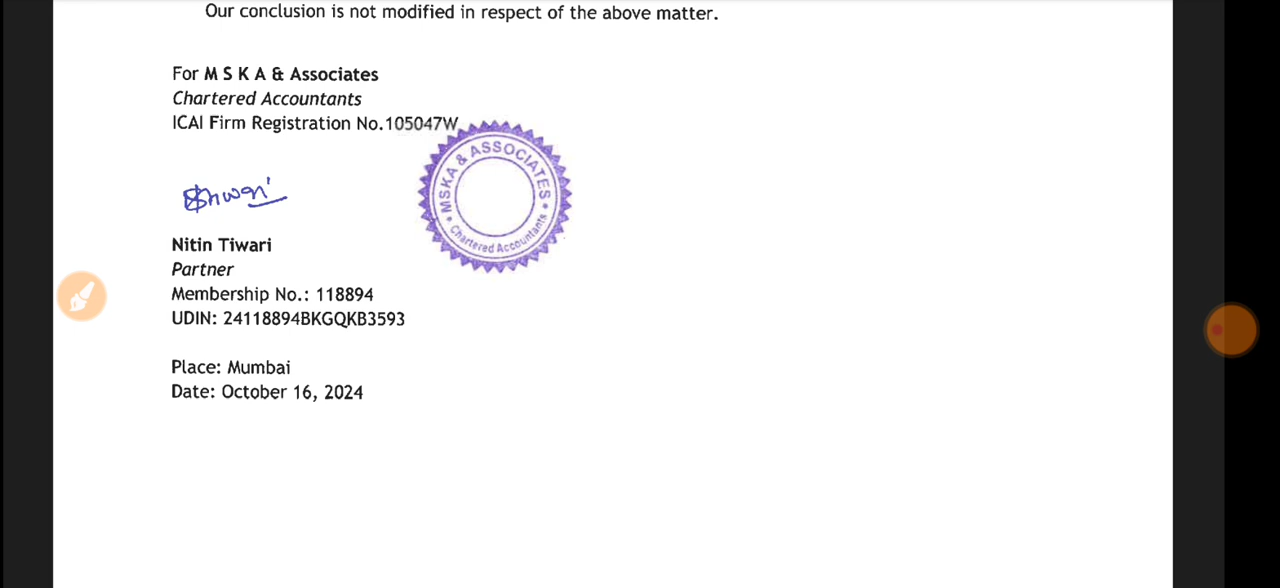 Our conclusion is not modified in respect of the above matter.
For M S K A & Associates
Chartered Accountants
ICAI Firm Registration No.105047W
MSKA & ASSOCIATES
Chartered Accountants
Nitin Tiwari
Partner
Membership No.: 118894
UDIN: 24118894BKGQKB3593
Place: Mumbai
Date: October 16, 2024